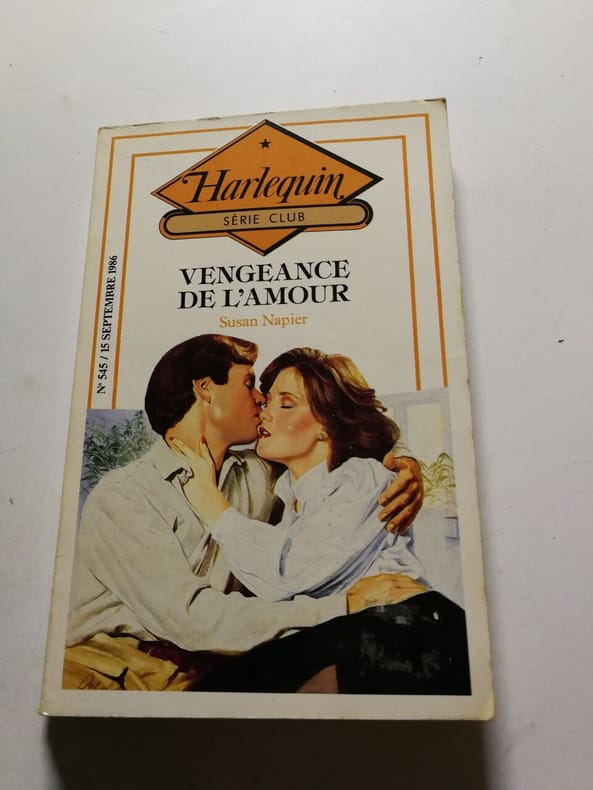 Harlequin
SÉRIE CLUB
VENGEANCE
DE L'AMOUR
Susan Napier
N° 545 / 15 SEPTEMBRE 1986